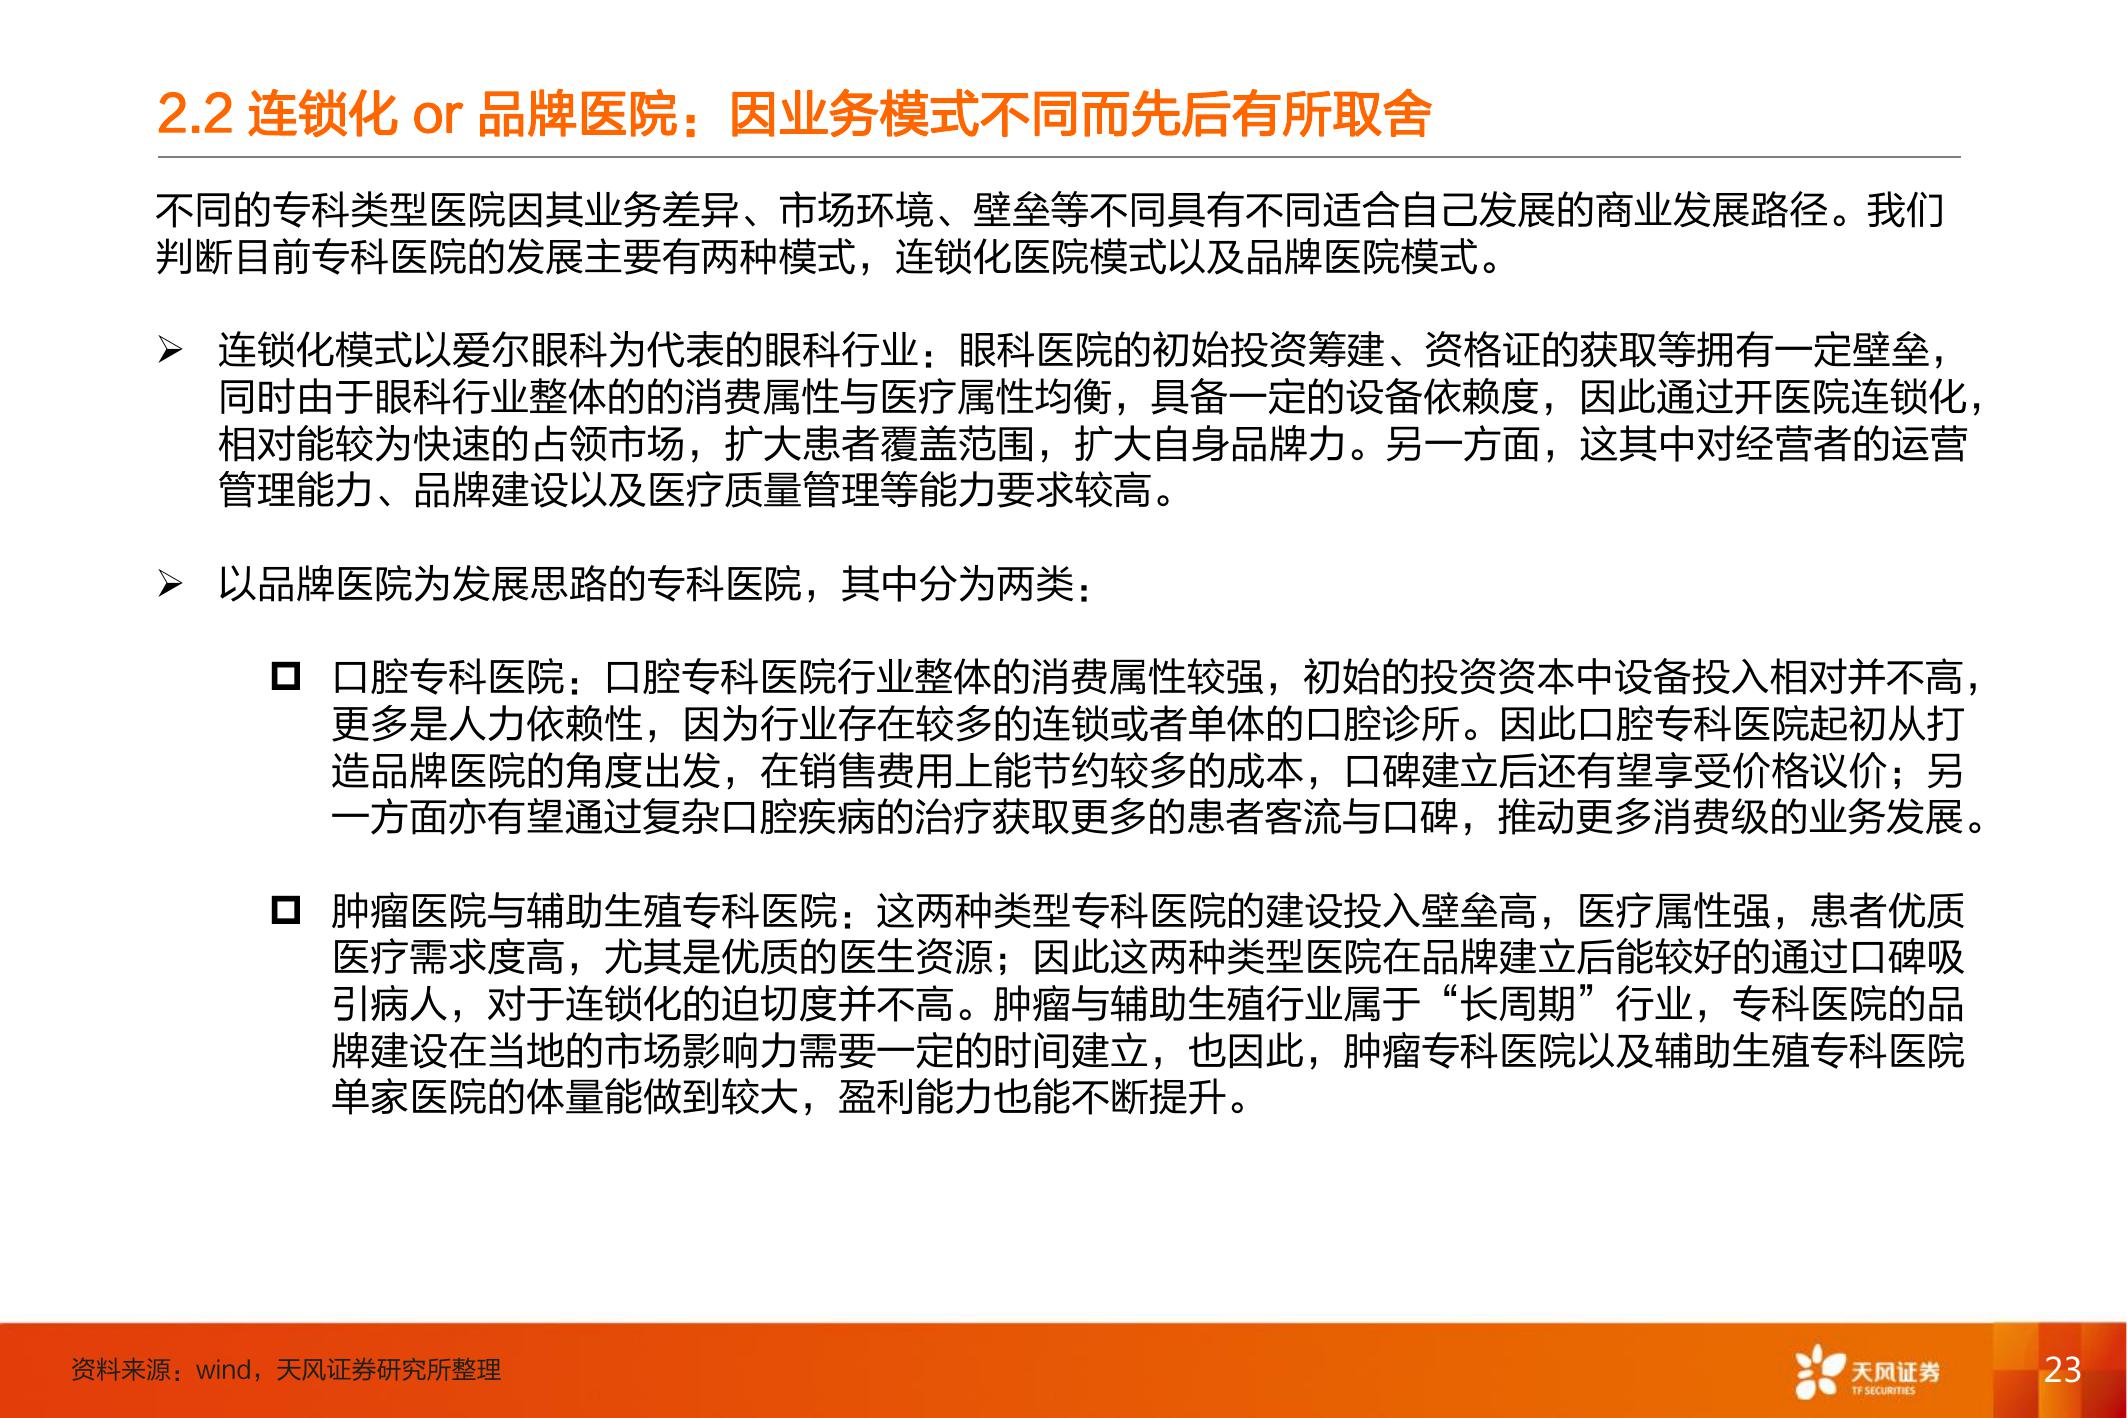 2.2 连锁化 or 品牌医院：因业务模式不同而先后有所取舍
不同的专科类型医院因其业务差异、市场环境、壁垒等不同具有不同适合自己发展的商业发展路径。我们
判断目前专科医院的发展主要有两种模式，连锁化医院模式以及品牌医院模式。
➢ 连锁化模式以爱尔眼科为代表的眼科行业：眼科医院的初始投资筹建、资格证的获取等拥有一定壁垒，
同时由于眼科行业整体的的消费属性与医疗属性均衡，具备一定的设备依赖度，因此通过开医院连锁化，
相对能较为快速的占领市场，扩大患者覆盖范围，扩大自身品牌力。另一方面，这其中对经营者的运营
管理能力、品牌建设以及医疗质量管理等能力要求较高。
➢ 以品牌医院为发展思路的专科医院，其中分为两类：
口腔专科医院：口腔专科医院行业整体的消费属性较强，初始的投资资本中设备投入相对并不高，
更多是人力依赖性，因为行业存在较多的连锁或者单体的口腔诊所。因此口腔专科医院起初从打
造品牌医院的角度出发，在销售费用上能节约较多的成本，口碑建立后还有望享受价格议价；另
一方面亦有望通过复杂口腔疾病的治疗获取更多的患者客流与口碑，推动更多消费级的业务发展。
肿瘤医院与辅助生殖专科医院：这两种类型专科医院的建设投入壁垒高，医疗属性强，患者优质
医疗需求度高，尤其是优质的医生资源；因此这两种类型医院在品牌建立后能较好的通过口碑吸
引病人，对于连锁化的迫切度并不高。肿瘤与辅助生殖行业属于“长周期”行业，专科医院的品
牌建设在当地的市场影响力需要一定的时间建立，也因此，肿瘤专科医院以及辅助生殖专科医院
单家医院的体量能做到较大，盈利能力也能不断提升。
资料来源：wind，天风证券研究所整理
天风证券
TF SECURITIES
23